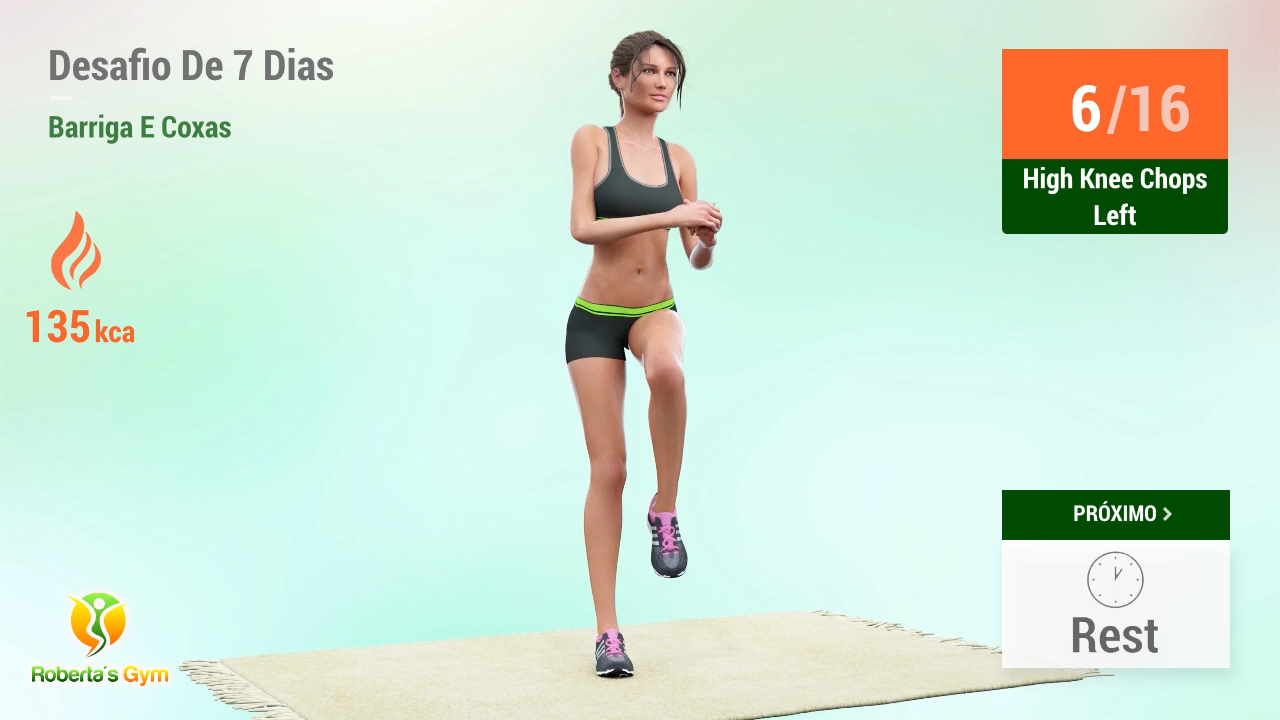 Desafio De 7 Dias
Barriga E Coxas
6/16
High Knee Chops
Left
135 kca
PRÓXIMO >
Rest
Roberta´s Gym